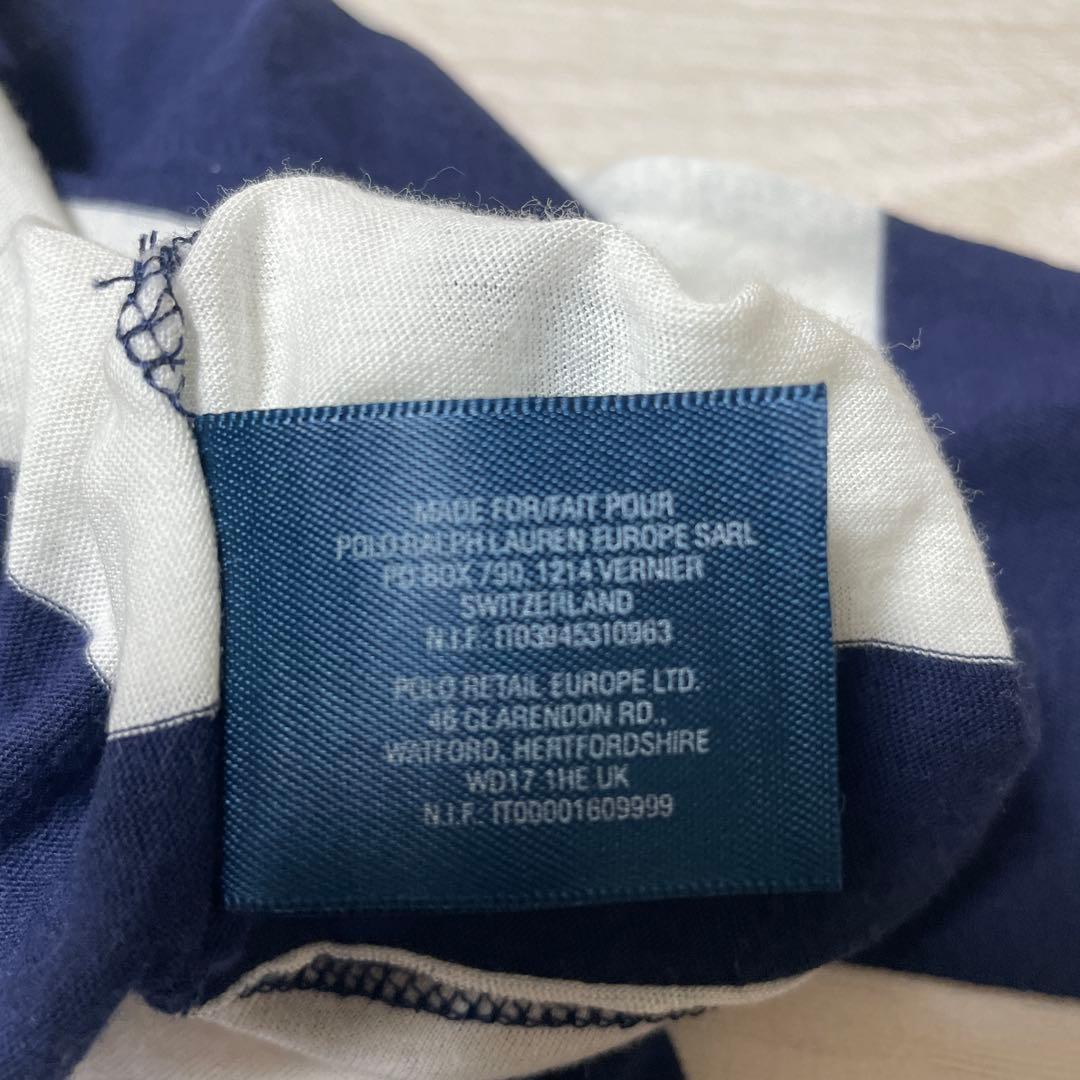 MADE FOR/FAIT POUR
POLO RALPH LAUREN EUROPE SARL
PO BOX 790, 1214 VERNIER
SWITZERLAND
N.I.F.: IT03945310963
POLO RETAIL EUROPE LTD.
46 CLARENDON RD.,
WATFORD, HERTFORDSHIRE
WD17 1HE UK
N.I.F.: IT00001609999